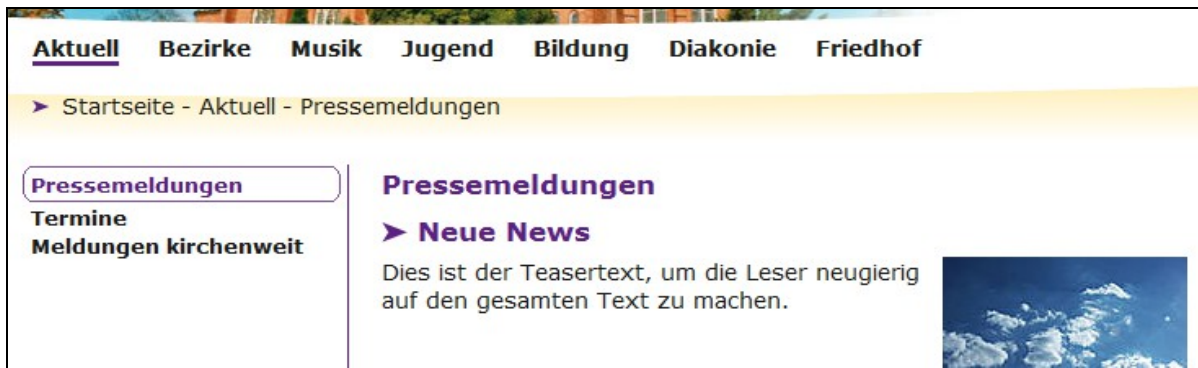 Aktuell Bezirke Musik Jugend Bildung Diakonie Friedhof
➤ Startseite - Aktuell - Pressemeldungen
Pressemeldungen
Termine
Meldungen kirchenweit
Pressemeldungen
➤ Neue News
Dies ist der Teasertext, um die Leser neugierig
auf den gesamten Text zu machen.